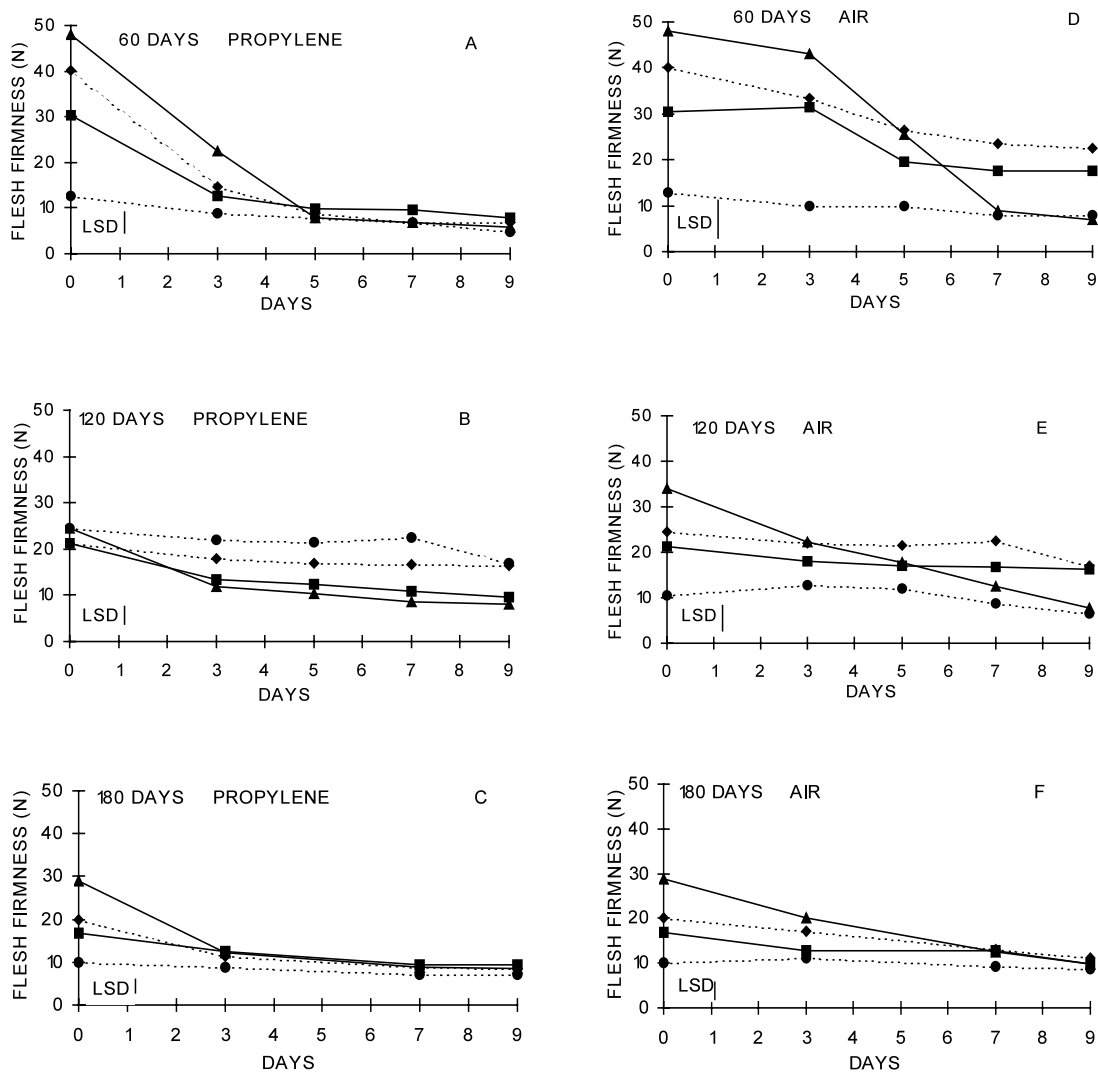 60 DAYS PROPYLENE A
FLESH FIRMNESS (N)
50
40
30
20
10
0
LSD
0 1 2 3 4 5 6 7 8 9
DAYS
60 DAYS AIR D
FLESH FIRMNESS (N)
50
40
30
20
10
0
LSD
0 1 2 3 4 5 6 7 8 9
DAYS
120 DAYS PROPYLENE B
FLESH FIRMNESS (N)
50
40
30
20
10
0
LSD
0 1 2 3 4 5 6 7 8 9
DAYS
120 DAYS AIR E
FLESH FIRMNESS (N)
50
40
30
20
10
0
LSD
0 1 2 3 4 5 6 7 8 9
DAYS
180 DAYS PROPYLENE C
FLESH FIRMNESS (N)
50
40
30
20
10
0
LSD
0 1 2 3 4 5 6 7 8 9
DAYS
180 DAYS AIR F
FLESH FIRMNESS (N)
50
40
30
20
10
0
LSD
0 1 2 3 4 5 6 7 8 9
DAYS